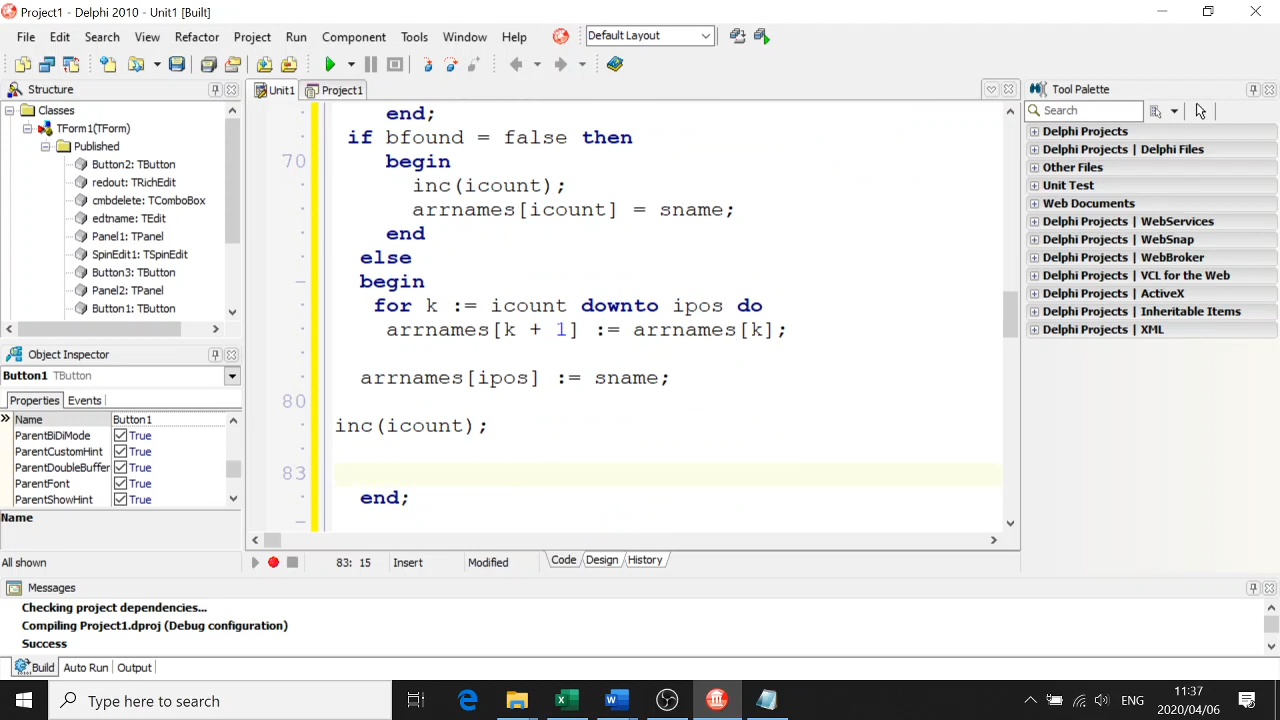 Project1 - Delphi 2010 - Unit1 [Built]
File Edit Search View Refactor Project Run Component Tools Window Help Default Layout
Structure
Classes
TForm1(TForm)
Published
Button2: TButton
redout: TRichEdit
cmbdelete: TComboBox
edtname: TEdit
Panel1: TPanel
SpinEdit1: TSpinEdit
Button3: TButton
Panel2: TPanel
Button1: TButton
Object Inspector
Button1 TButton
Properties Events
Name Button1
ParentBiDiMode True
ParentCustomHint True
ParentDoubleBuffer True
ParentFont True
ParentShowHint True
Name
All shown
Unit1 Project1
end;
if bfound = false then
70 begin
inc(icount);
arrnames[icount] = sname;
end
else
begin
for k := icount downto ipos do
arrnames[k + 1] := arrnames[k];
arrnames[ipos] := sname;
80
inc(icount);
83
end;
83: 15 Insert Modified Code Design History
Tool Palette
Search
Delphi Projects
Delphi Projects | Delphi Files
Other Files
Unit Test
Web Documents
Delphi Projects | WebServices
Delphi Projects | WebSnap
Delphi Projects | WebBroker
VCL for the Web
Delphi Projects | ActiveX
Delphi Projects | Inheritable Items
Delphi Projects | XML
Messages
Checking project dependencies...
Compiling Project1.dproj (Debug configuration)
Success
Build Auto Run Output
Type here to search
ENG
11:37
2020/04/06